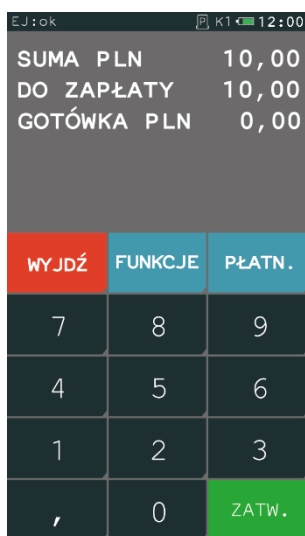 EJ:ok P K1 12:00
SUMA PLN 10,00
DO ZAPŁATY 10,00
GOTÓWKA PLN 0,00
WYJDŹ FUNKCJE PŁATN.
7 8 9
4 5 6
1 2 3
, 0 ZATW.